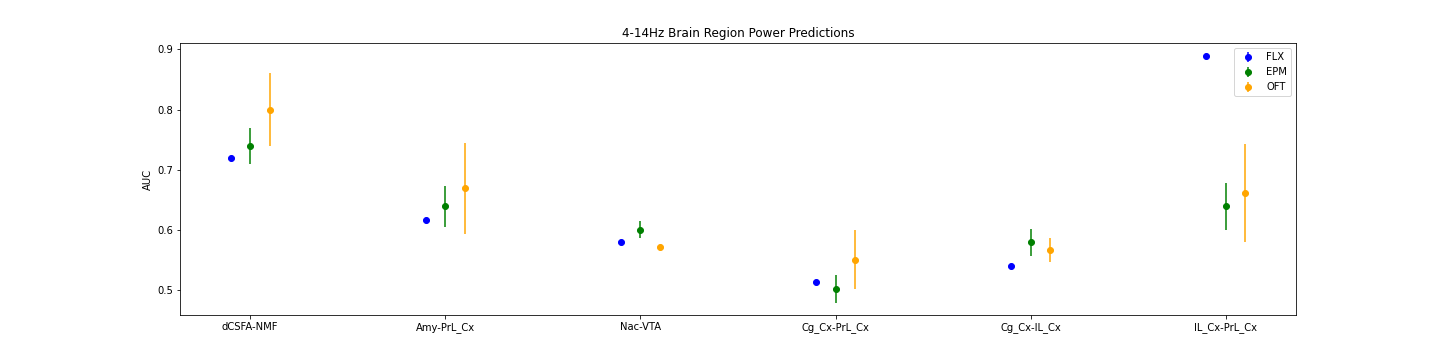 4-14Hz Brain Region Power Predictions
0.9
0.8
0.7
0.6
0.5
AUC
FLX
EPM
OFT
dCSFA-NMF
Amy-PrL_Cx
Nac-VTA
Cg_Cx-PrL_Cx
Cg_Cx-IL_Cx
IL_Cx-PrL_Cx